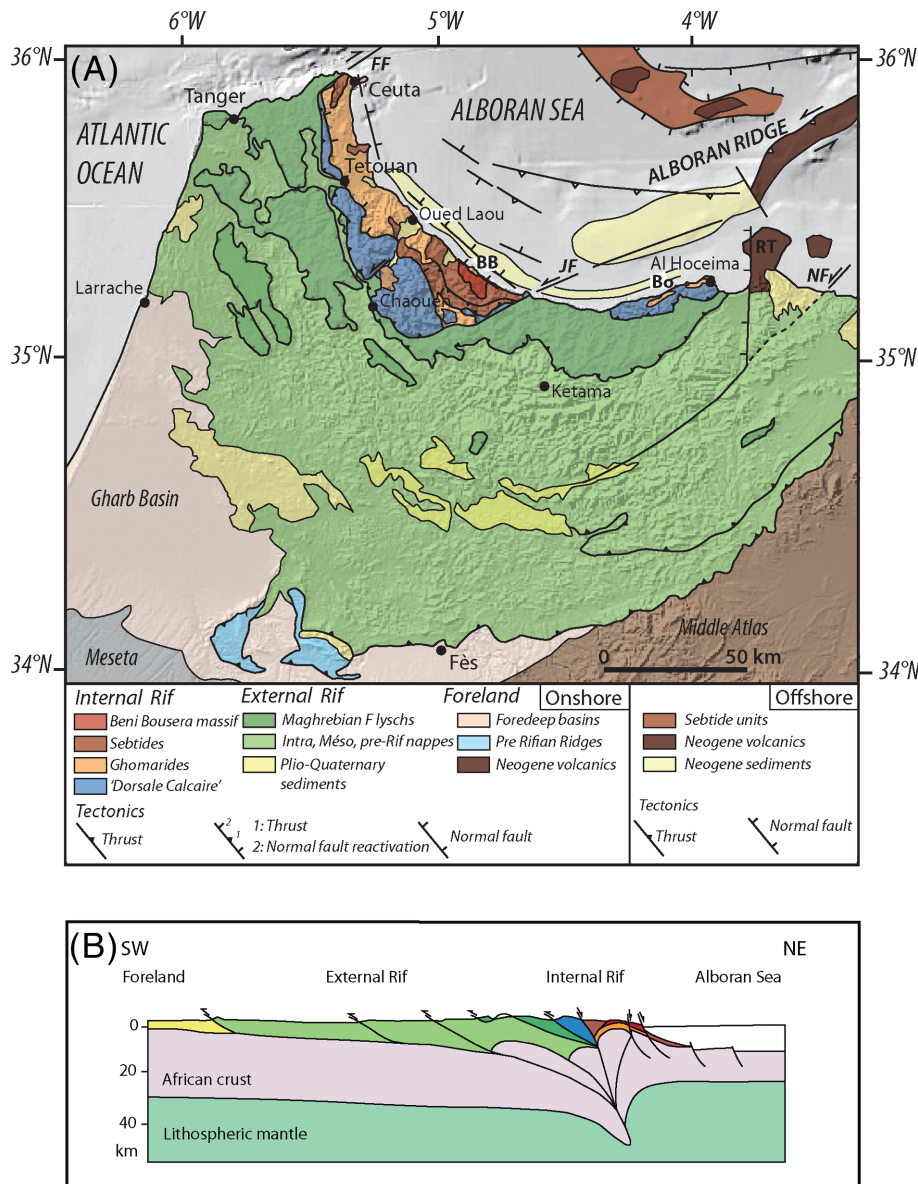 6°W 5°W 4°W
36°N 36°N
(A)
FF
Ceuta
Tanger
ALBORAN SEA
ATLANTIC
OCEAN
ALBORAN RIDGE
Tetouan
Oued Laou
BB
JF
Al Hoceima
RT
NF
Bo
Larrache
Chaouen
35°N 35°N
Ketama
Gharb Basin
Middle Atlas
Meseta
Fès
0 50 km
34°N 34°N
Internal Rif External Rif Foreland Onshore Offshore
Beni Bousera massif Maghrebian F lyschs Foredeep basins Sebtide units
Sebtides Intra, Méso, pre-Rif nappes Pre Rifian Ridges Neogene volcanics
Ghomarides Plio-Quaternary Neogene volcanics Neogene sediments
'Dorsale Calcaire' sediments
Tectonics Tectonics
Thrust 2 1 1: Thrust Normal fault Thrust Normal fault
2: Normal fault reactivation
(B) SW NE
Foreland External Rif Internal Rif Alboran Sea
0
20 African crust
40 Lithospheric mantle
km